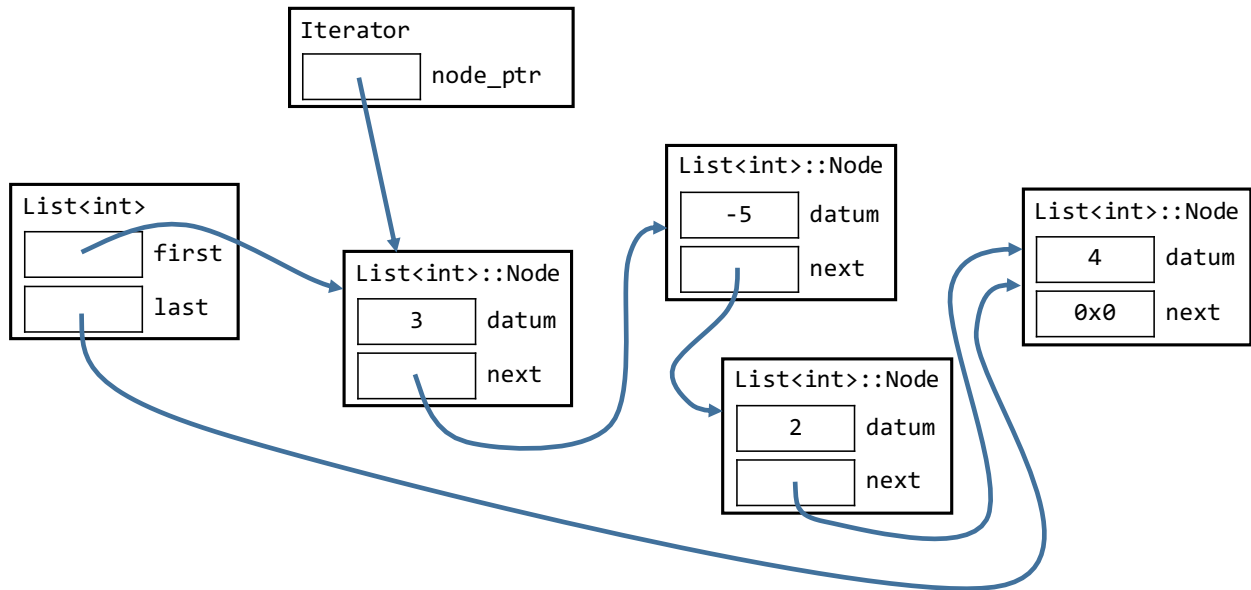 Iterator
node_ptr
List<int>
first
last
List<int>::Node
3 datum
next
List<int>::Node
-5 datum
next
List<int>::Node
2 datum
next
List<int>::Node
4 datum
0x0 next